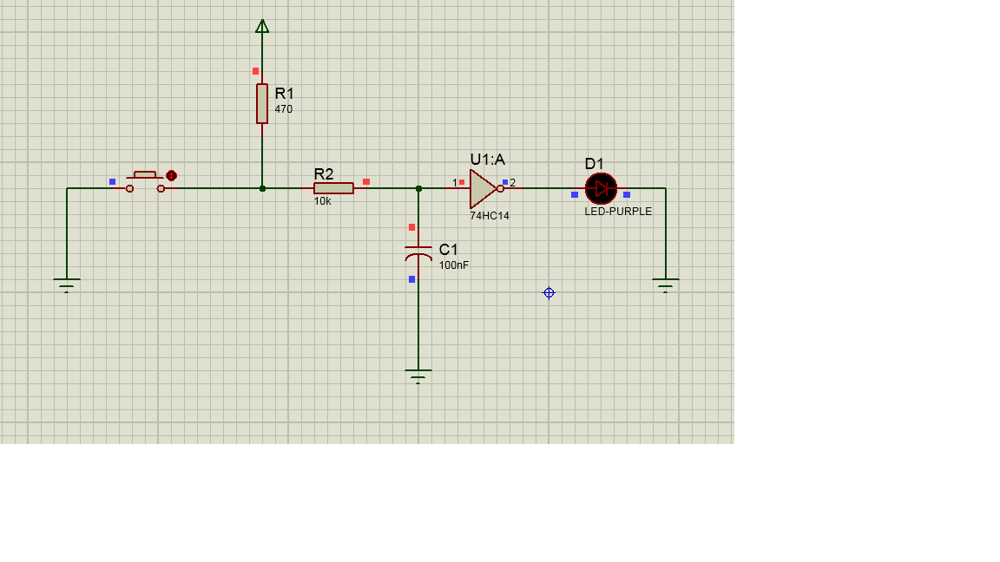 R1
470
R2
10k
U1:A
1
2
74HC14
D1
LED-PURPLE
C1
100nF